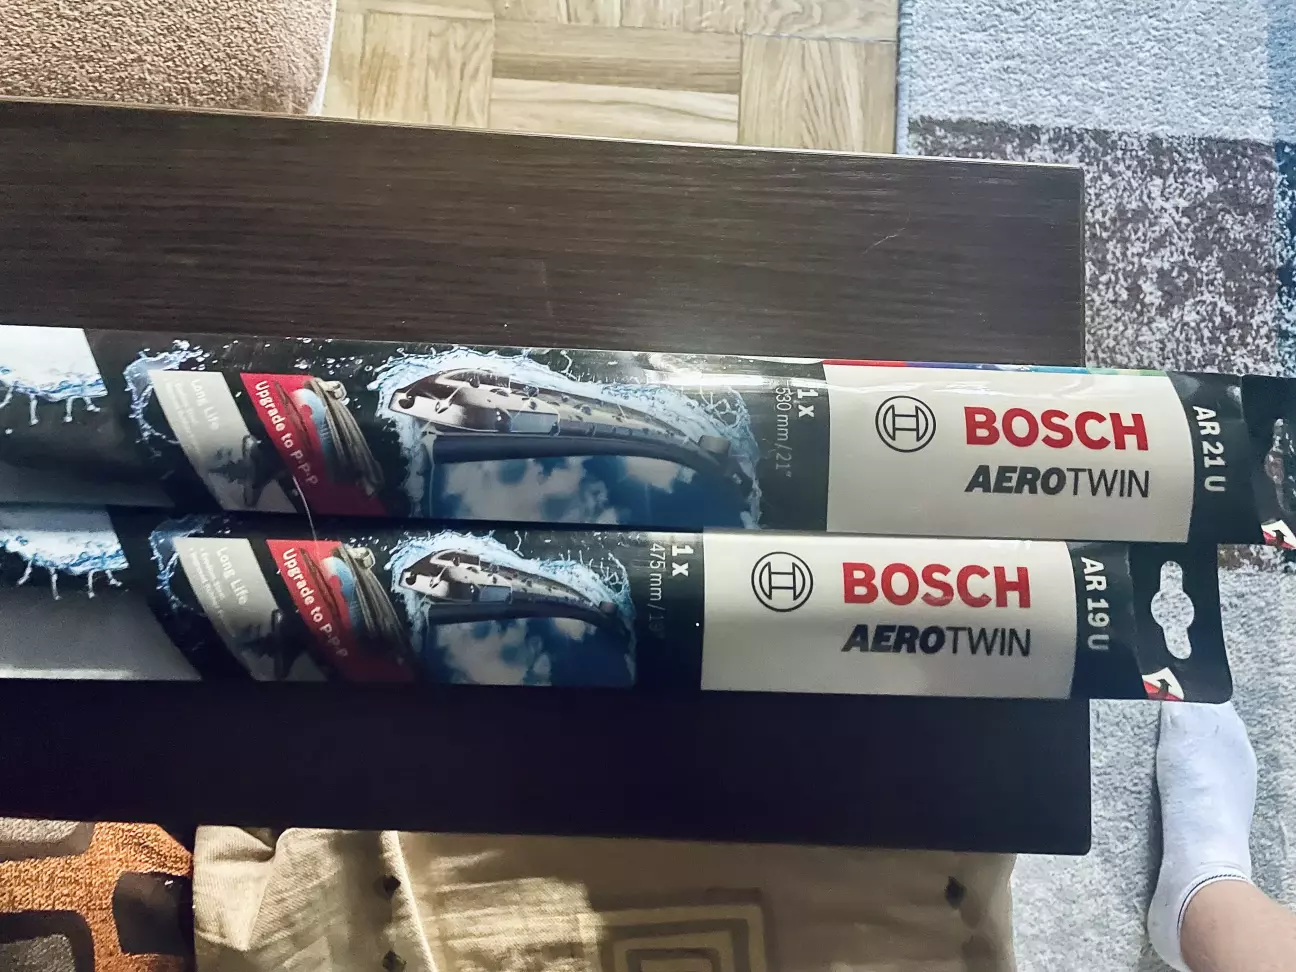 Long Life
Upgrade to P-P-P
1 x
530 mm / 21"
BOSCH
AEROTWIN
AR 21 U
Long Life
Upgrade to P-P-P
1 x
475 mm / 19"
BOSCH
AEROTWIN
AR 19 U